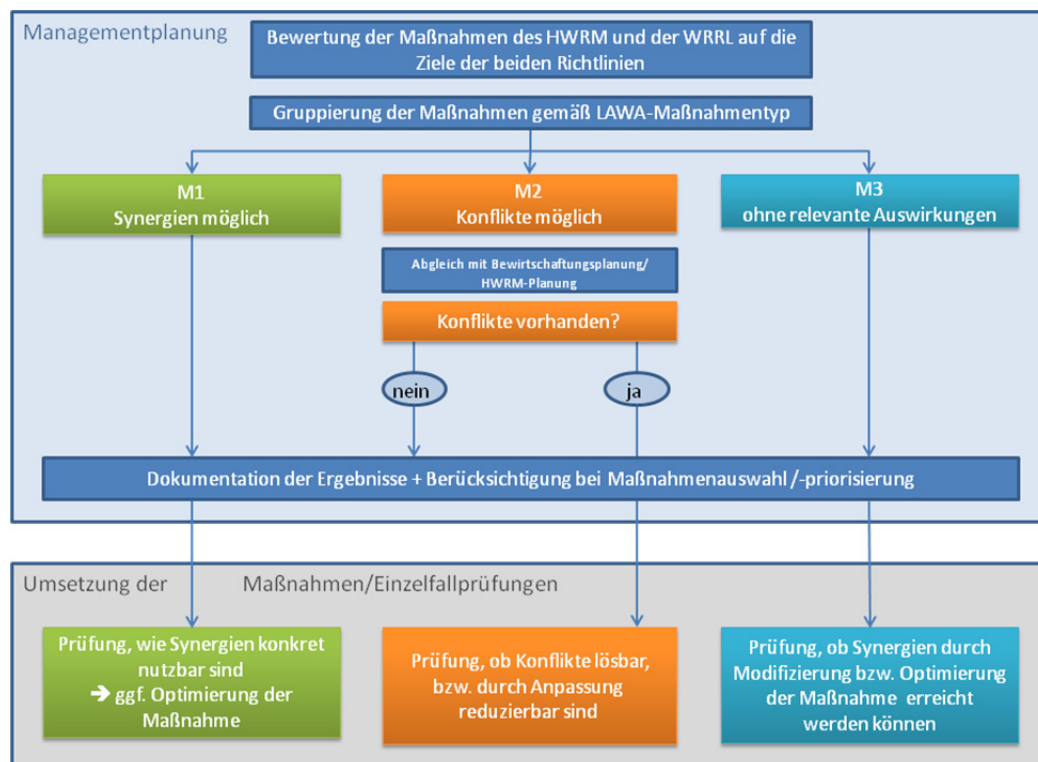 Managementplanung
Bewertung der Maßnahmen des HWRM und der WRRL auf die
Ziele der beiden Richtlinien
Gruppierung der Maßnahmen gemäß LAWA-Maßnahmentyp
M1
Synergien möglich
M2
Konflikte möglich
M3
ohne relevante Auswirkungen
Abgleich mit Bewirtschaftungsplanung/
HWRM-Planung
Konflikte vorhanden?
nein
ja
Dokumentation der Ergebnisse + Berücksichtigung bei Maßnahmenauswahl /-priorisierung
Umsetzung der Maßnahmen/Einzelfallprüfungen
Prüfung, wie Synergien konkret
nutzbar sind
➔ ggf. Optimierung der
Maßnahme
Prüfung, ob Konflikte lösbar,
bzw. durch Anpassung
reduzierbar sind
Prüfung, ob Synergien durch
Modifizierung bzw. Optimierung
der Maßnahme erreicht
werden können